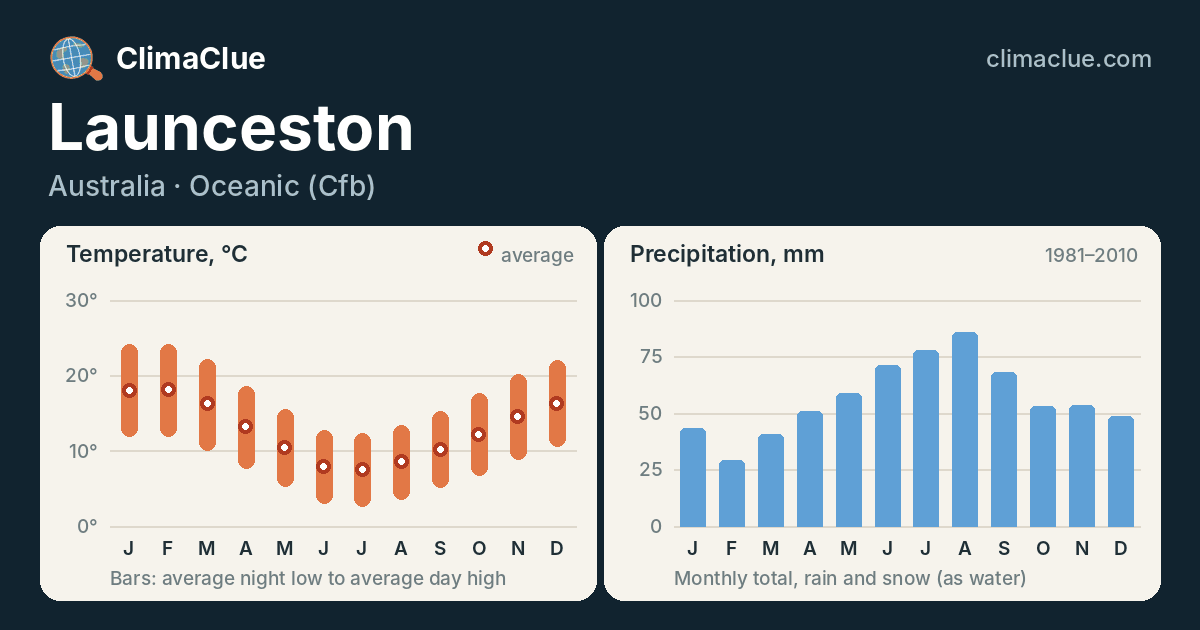 ClimaClue
climaclue.com
Launceston
Australia · Oceanic (Cfb)
Temperature, °C
average
30°
20°
10°
0°
J F M A M J J A S O N D
Bars: average night low to average day high
Precipitation, mm
1981–2010
100
75
50
25
0
J F M A M J J A S O N D
Monthly total, rain and snow (as water)